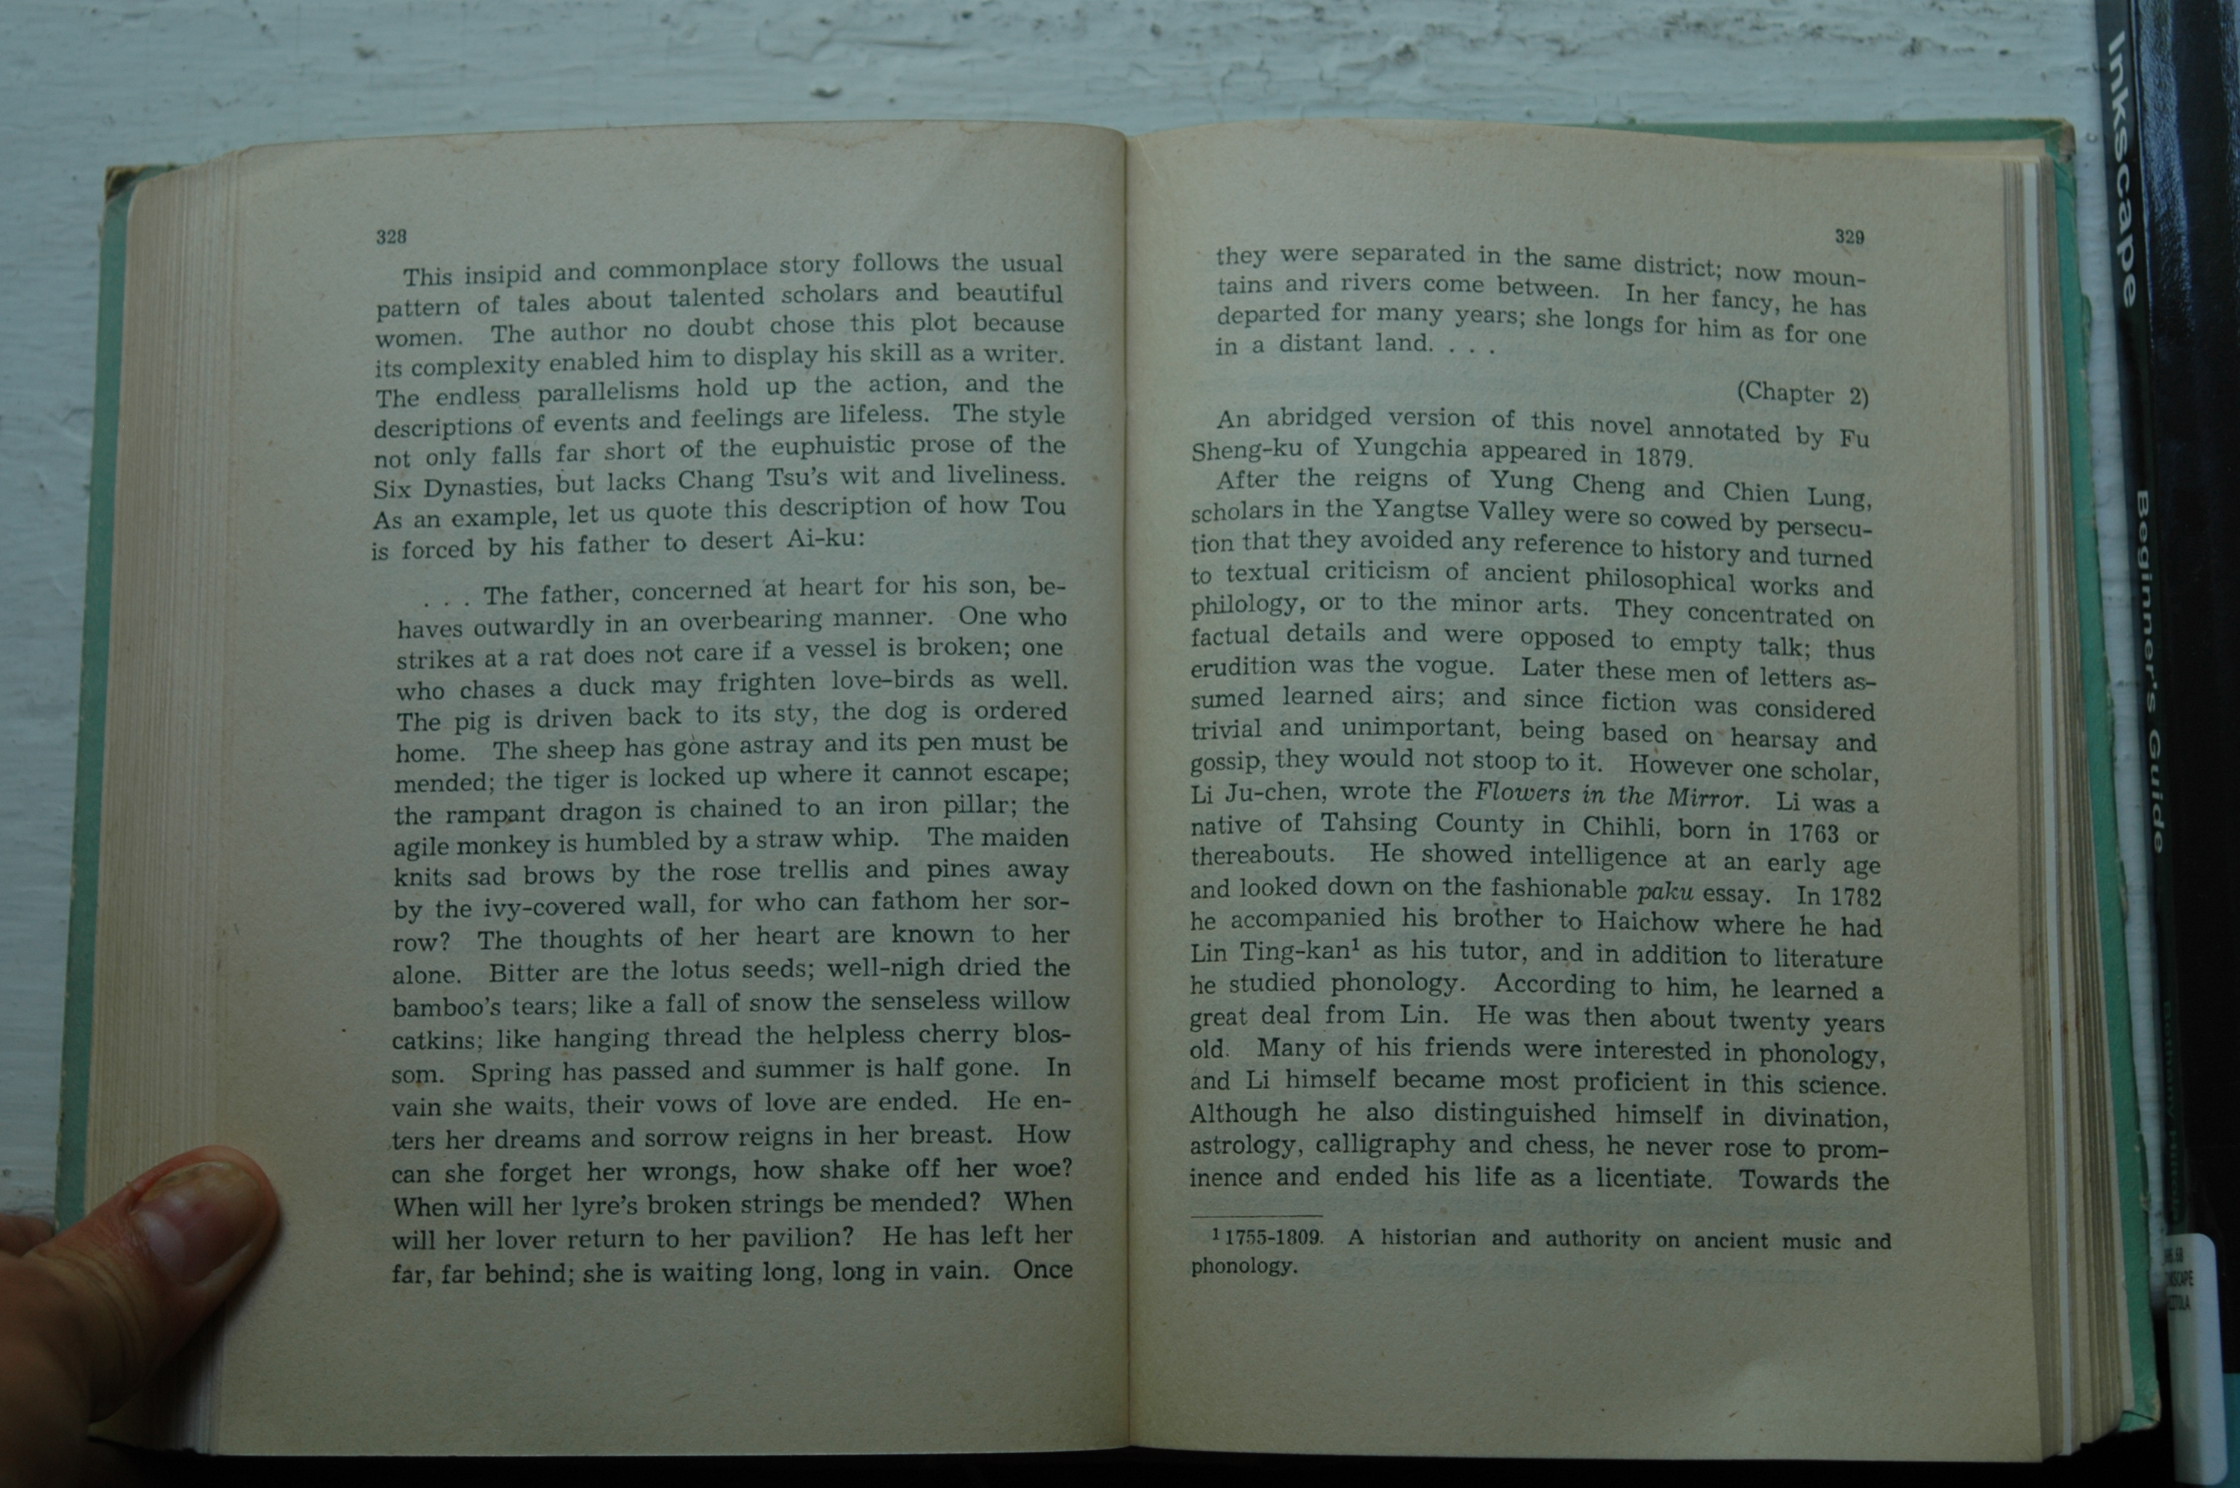 328
This insipid and commonplace story follows the usual
pattern of tales about talented scholars and beautiful
women. The author no doubt chose this plot because
its complexity enabled him to display his skill as a writer.
The endless parallelisms hold up the action, and the
descriptions of events and feelings are lifeless. The style
not only falls far short of the euphuistic prose of the
Six Dynasties, but lacks Chang Tsu's wit and liveliness.
As an example, let us quote this description of how Tou
is forced by his father to desert Ai-ku:
. . . The father, concerned at heart for his son, be-
haves outwardly in an overbearing manner. One who
strikes at a rat does not care if a vessel is broken; one
who chases a duck may frighten love-birds as well.
The pig is driven back to its sty, the dog is ordered
home. The sheep has gone astray and its pen must be
mended; the tiger is locked up where it cannot escape;
the rampant dragon is chained to an iron pillar; the
agile monkey is humbled by a straw whip. The maiden
knits sad brows by the rose trellis and pines away
by the ivy-covered wall, for who can fathom her sor-
row? The thoughts of her heart are known to her
alone. Bitter are the lotus seeds; well-nigh dried the
bamboo's tears; like a fall of snow the senseless willow
catkins; like hanging thread the helpless cherry blos-
som. Spring has passed and summer is half gone. In
vain she waits, their vows of love are ended. He en-
ters her dreams and sorrow reigns in her breast. How
can she forget her wrongs, how shake off her woe?
When will her lyre's broken strings be mended? When
will her lover return to her pavilion? He has left her
far, far behind; she is waiting long, long in vain. Once
329
they were separated in the same district; now moun-
tains and rivers come between. In her fancy, he has
departed for many years; she longs for him as for one
in a distant land. . . .
(Chapter 2)
An abridged version of this novel annotated by Fu
Sheng-ku of Yungchia appeared in 1879.
After the reigns of Yung Cheng and Chien Lung,
scholars in the Yangtse Valley were so cowed by persecu-
tion that they avoided any reference to history and turned
to textual criticism of ancient philosophical works and
philology, or to the minor arts. They concentrated on
factual details and were opposed to empty talk; thus
erudition was the vogue. Later these men of letters as-
sumed learned airs; and since fiction was considered
trivial and unimportant, being based on hearsay and
gossip, they would not stoop to it. However one scholar,
Li Ju-chen, wrote the Flowers in the Mirror. Li was a
native of Tahsing County in Chihli, born in 1763 or
thereabouts. He showed intelligence at an early age
and looked down on the fashionable paku essay. In 1782
he accompanied his brother to Haichow where he had
Lin Ting-kan¹ as his tutor, and in addition to literature
he studied phonology. According to him, he learned a
great deal from Lin. He was then about twenty years
old. Many of his friends were interested in phonology,
and Li himself became most proficient in this science.
Although he also distinguished himself in divination,
astrology, calligraphy and chess, he never rose to prom-
inence and ended his life as a licentiate. Towards the
¹ 1755-1809. A historian and authority on ancient music and
phonology.
Inkscape
Beginner's Guide